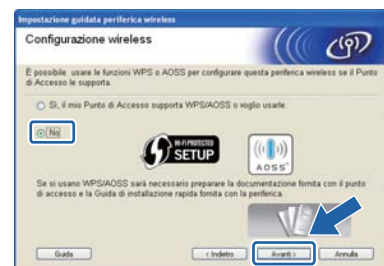 Impostazione guidata periferica wireless
Configurazione wireless
È possibile usare le funzioni WPS o AOSS per configurare questa periferica wireless se il Punto
di Accesso le supporta.
Sì, il mio Punto di Accesso supporta WPS/AOSS o voglio usarle.
No
Wi-Fi PROTECTED
SETUP
AOSS
Se si usano WPS/AOSS sarà necessario preparare la documentazione fornita con il punto
di accesso e la Guida di installazione rapida fornita con la periferica.
Guida
< Indietro
Avanti >
Annulla